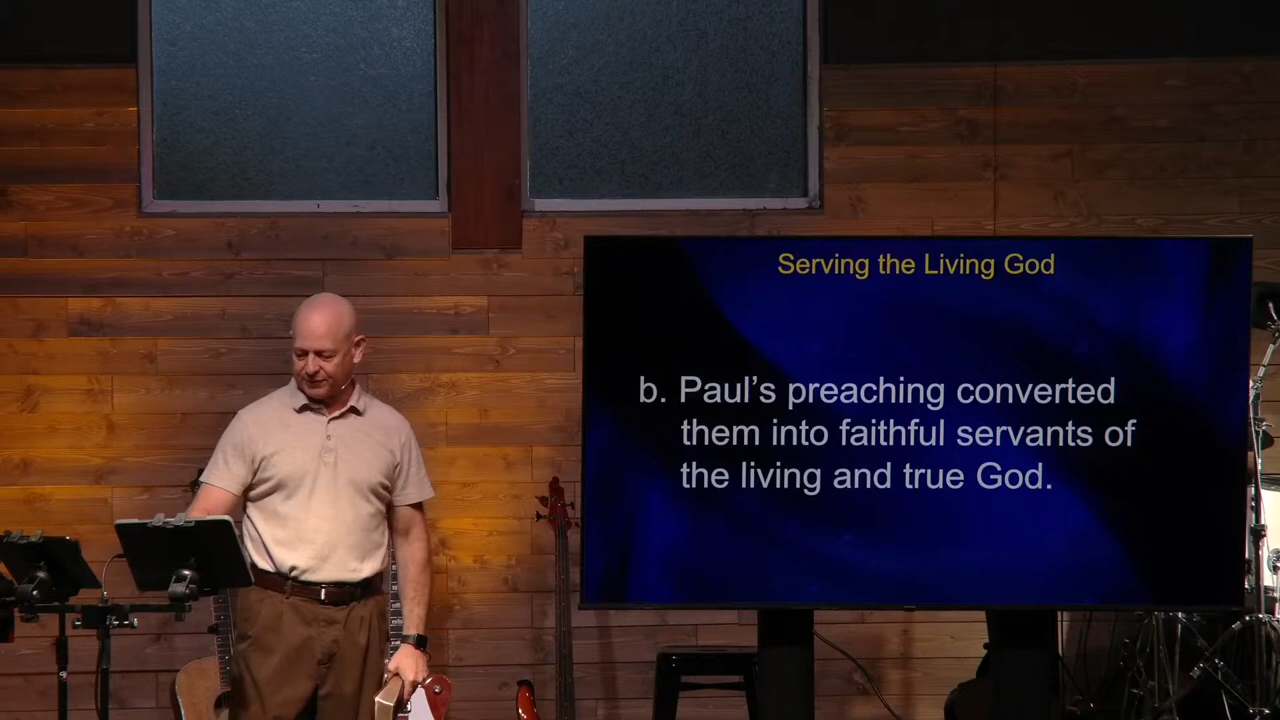 Serving the Living God
b. Paul's preaching converted
them into faithful servants of
the living and true God.